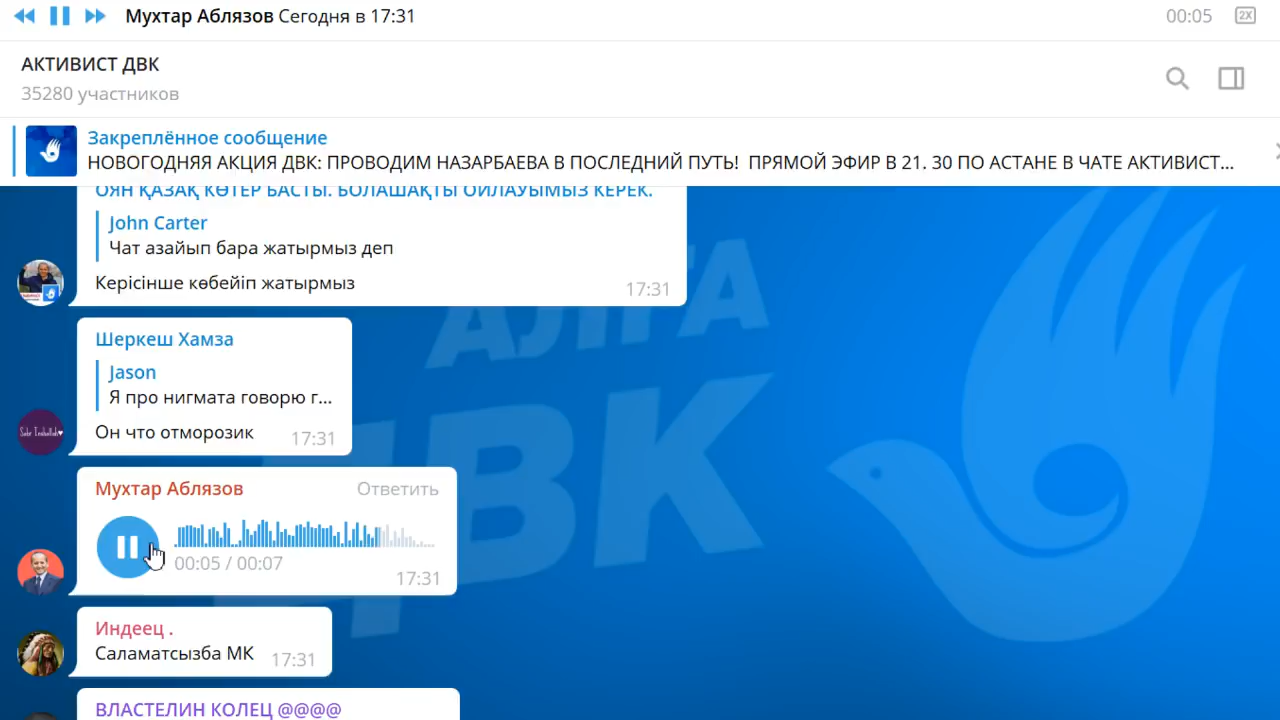 Мухтар Аблязов Сегодня в 17:31
00:05 2X
АКТИВИСТ ДВК
35280 участников
Закреплённое сообщение
НОВОГОДНЯЯ АКЦИЯ ДВК: ПРОВОДИМ НАЗАРБАЕВА В ПОСЛЕДНИЙ ПУТЬ! ПРЯМОЙ ЭФИР В 21. 30 ПО АСТАНЕ В ЧАТЕ АКТИВИСТ...
ОЯН ҚАЗАҚ КӨТЕР БАСТЫ. БОЛАШАҚТЫ ОЙЛАУЫМЫЗ КЕРЕК.
John Carter
Чат азайып бара жатырмыз деп
Керісінше көбейіп жатырмыз
17:31
АЛҒА
ДВК
Шеркеш Хамза
Jason
Я про нигмата говорю г...
Он что отморозик
17:31
Мухтар Аблязов Ответить
00:05 / 00:07
17:31
Индеец .
Саламатсызба МК
17:31
ВЛАСТЕЛИН КОЛЕЦ @@@@